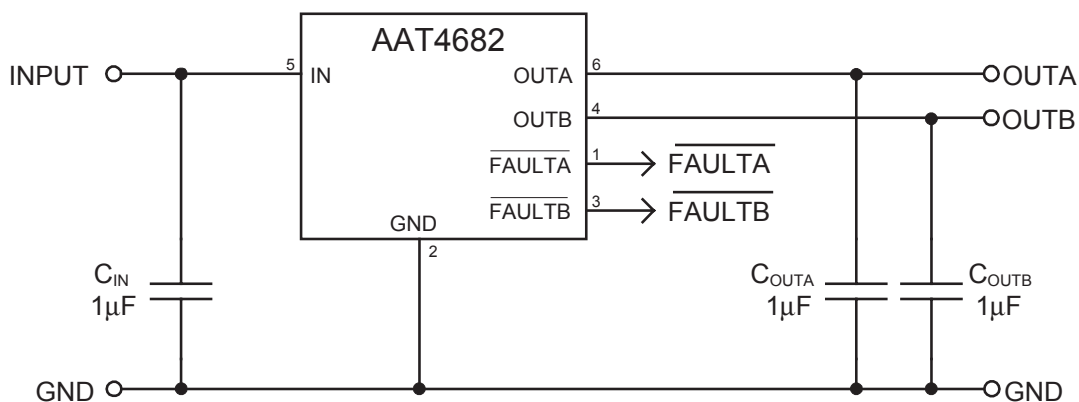 AAT4682
INPUT
5
IN
OUTA
6
OUTA
OUTB
4
OUTB
FAULTA
1
FAULTA
FAULTB
3
FAULTB
GND
2
CIN
1μF
COUTA
1μF
COUTB
1μF
GND
GND